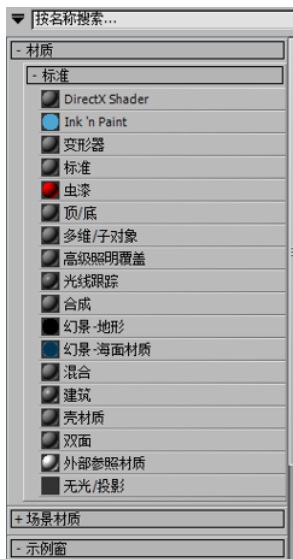 按名称搜索...
- 材质
- 标准
DirectX Shader
Ink 'n Paint
变形器
标准
虫漆
顶/底
多维/子对象
高级照明覆盖
光线跟踪
合成
幻景-地形
幻景-海面材质
混合
建筑
壳材质
双面
外部参照材质
无光/投影
+ 场景材质
- 示例窗